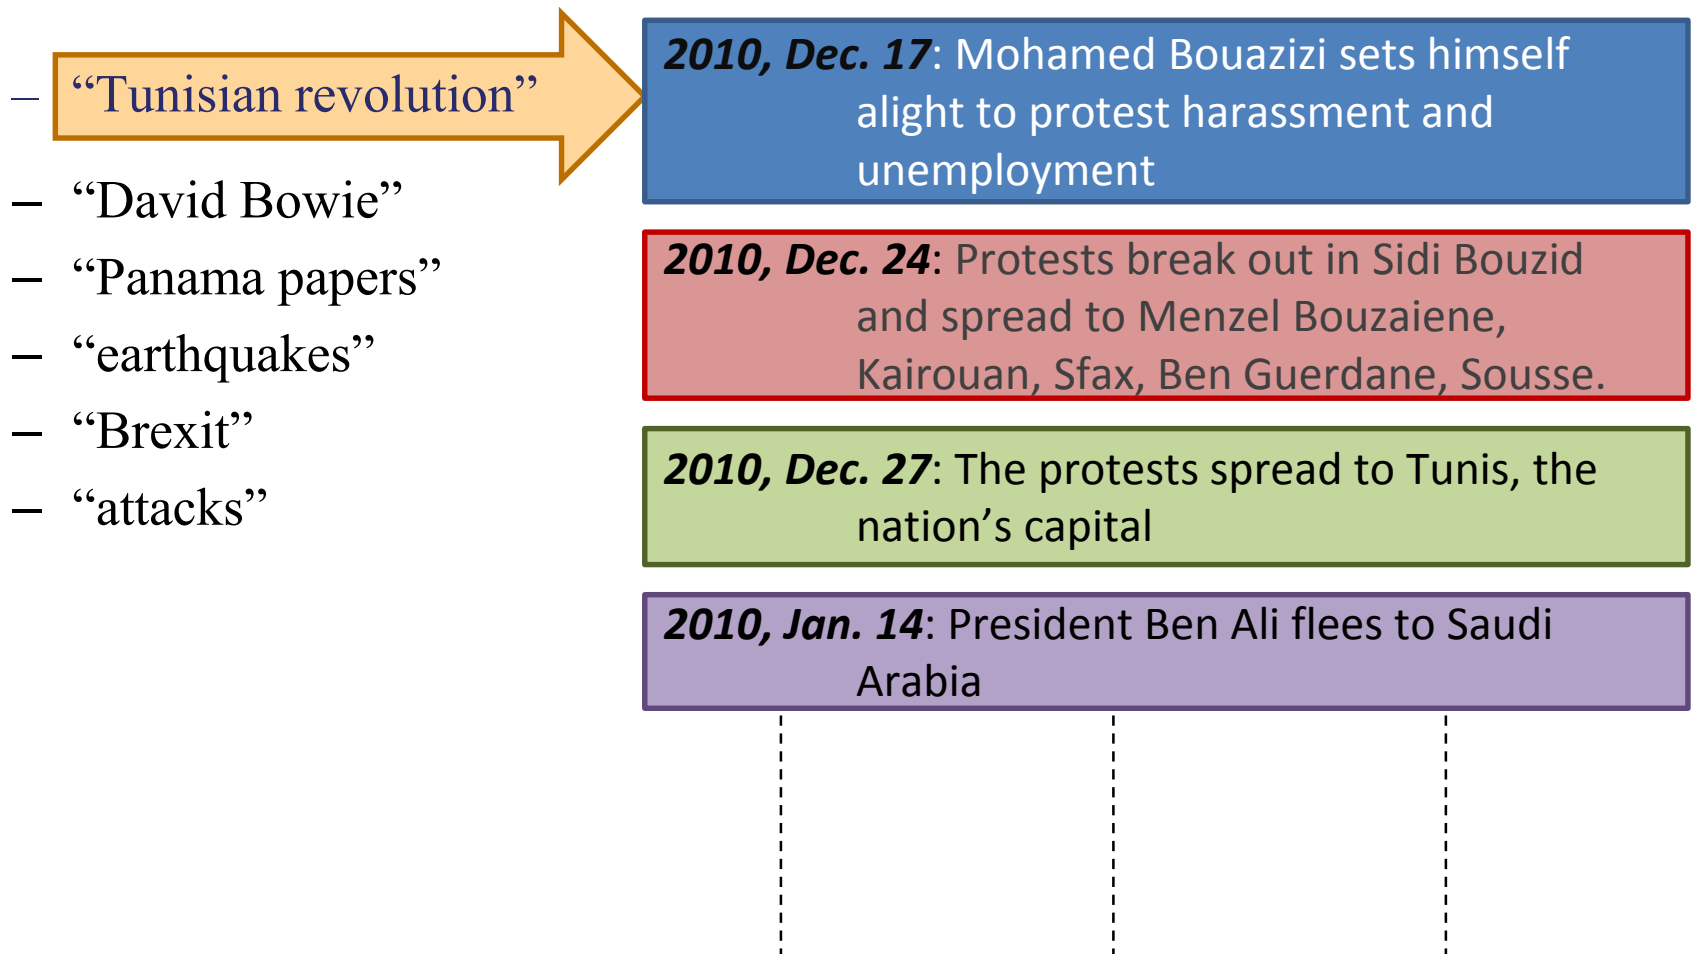 – “Tunisian revolution”
– “David Bowie”
– “Panama papers”
– “earthquakes”
– “Brexit”
– “attacks”
2010, Dec. 17: Mohamed Bouazizi sets himself
alight to protest harassment and
unemployment
2010, Dec. 24: Protests break out in Sidi Bouzid
and spread to Menzel Bouzaiene,
Kairouan, Sfax, Ben Guerdane, Sousse.
2010, Dec. 27: The protests spread to Tunis, the
nation’s capital
2010, Jan. 14: President Ben Ali flees to Saudi
Arabia